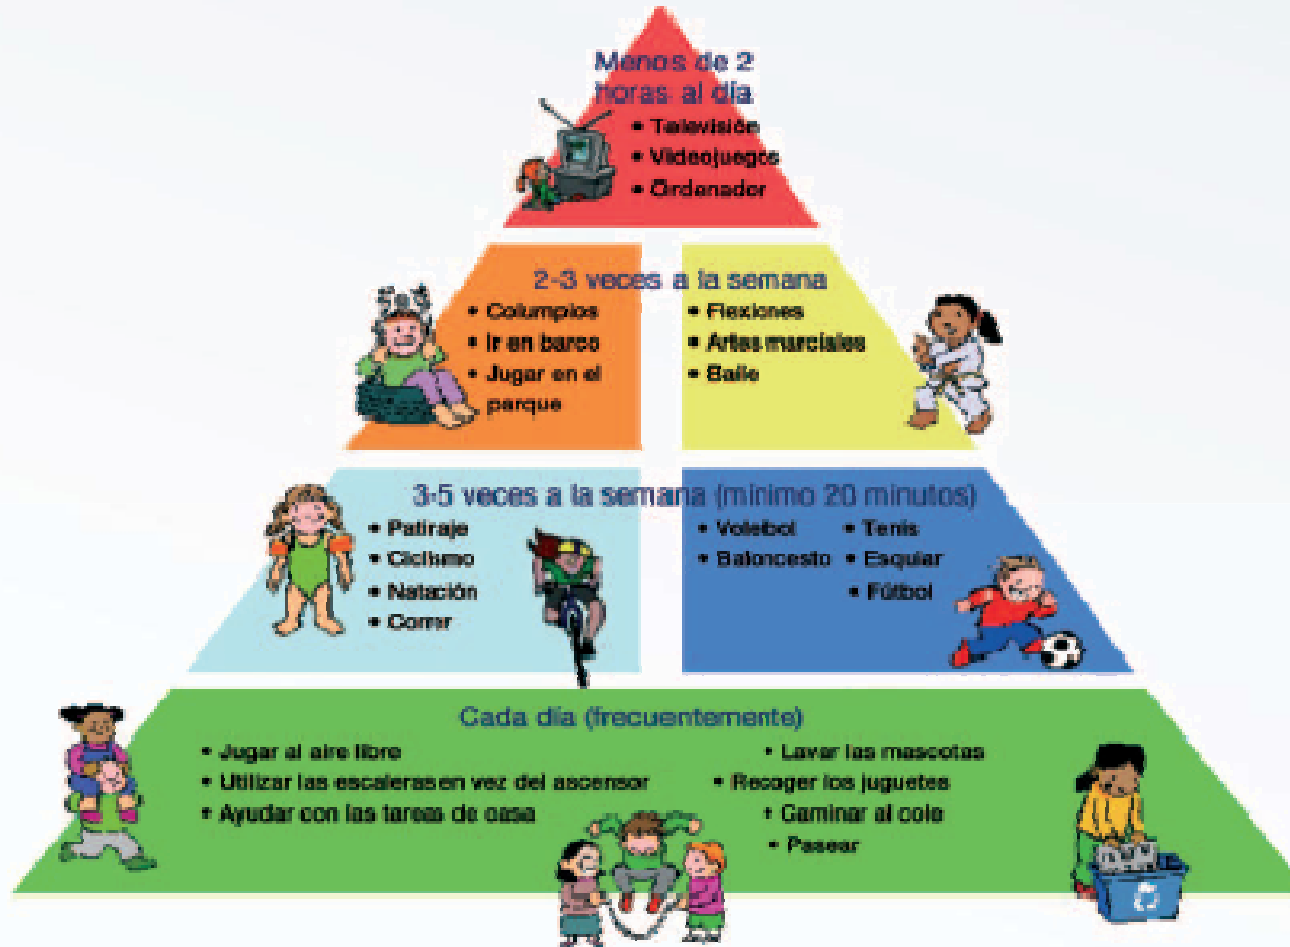 Menos de 2
horas al día
• Televisión
• Videojuegos
• Ordenador
2-3 veces a la semana
• Columpios
• Ir en barco
• Jugar en el
parque
• Flexiones
• Artes marciales
• Baile
3-5 veces a la semana (mínimo 20 minutos)
• Patiraje
• Ciclismo
• Natación
• Correr
• Voleibol
• Baloncesto
• Tenis
• Esquiar
• Fútbol
Cada día (frecuentemente)
• Jugar al aire libre
• Utilizar las escaleras en vez del ascensor
• Ayudar con las tareas de casa
• Lavar las mascotas
• Recoger los juguetes
• Caminar al cole
• Pasear